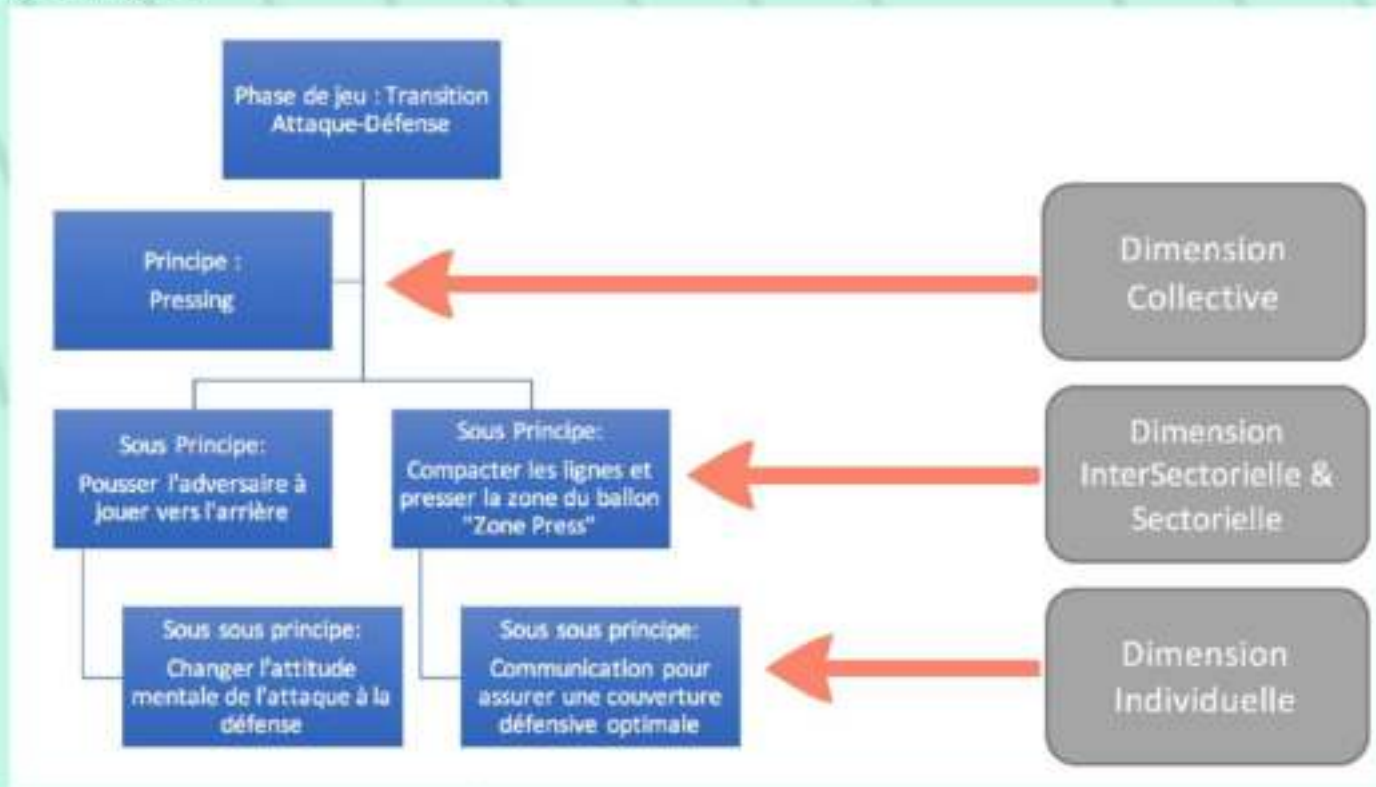 Phase de jeu : Transition
Attaque-Défense
Principe :
Pressing
Dimension
Collective
Sous Principe:
Pousser l'adversaire à
jouer vers l'arrière
Sous Principe:
Compacter les lignes et
presser la zone du ballon
"Zone Press"
Dimension
InterSectorielle &
Sectorielle
Sous sous principe:
Changer l'attitude
mentale de l'attaque à la
défense
Sous sous principe:
Communication pour
assurer une couverture
défensive optimale
Dimension
Individuelle